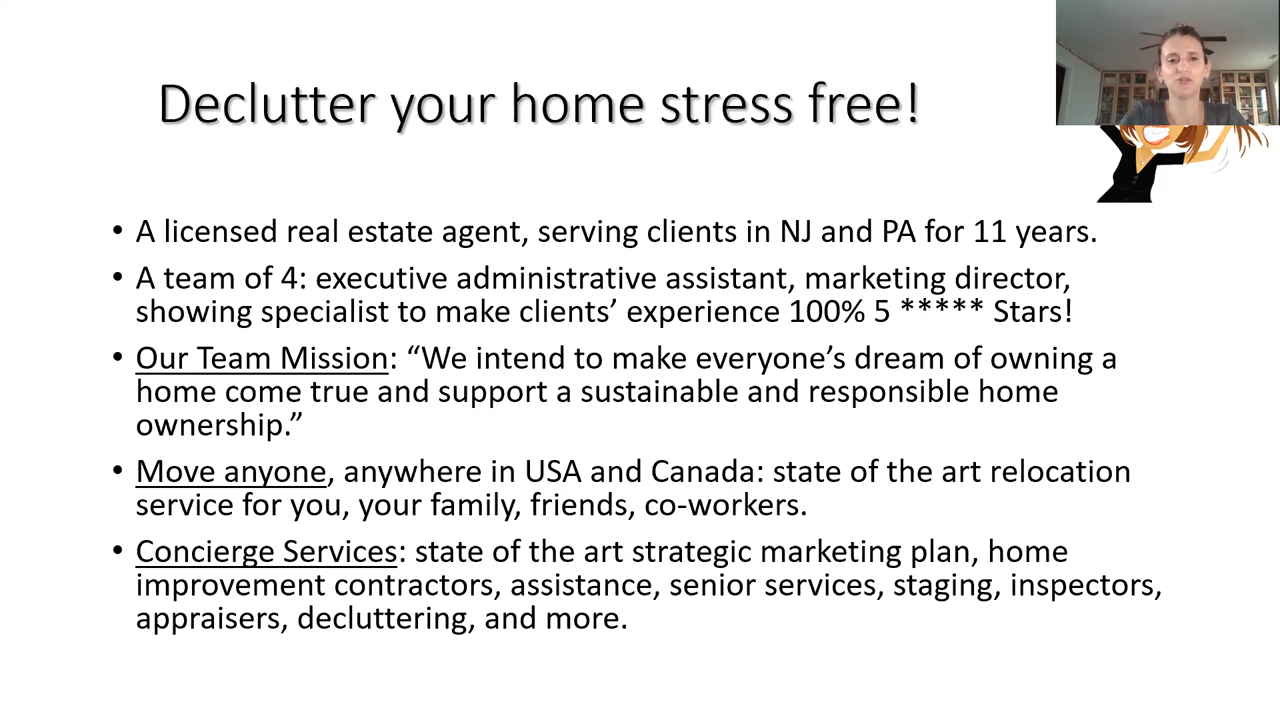 Declutter your home stress free!
• A licensed real estate agent, serving clients in NJ and PA for 11 years.
• A team of 4: executive administrative assistant, marketing director,
showing specialist to make clients’ experience 100% 5 ***** Stars!
• Our Team Mission: “We intend to make everyone’s dream of owning a
home come true and support a sustainable and responsible home
ownership.”
• Move anyone, anywhere in USA and Canada: state of the art relocation
service for you, your family, friends, co-workers.
• Concierge Services: state of the art strategic marketing plan, home
improvement contractors, assistance, senior services, staging, inspectors,
appraisers, decluttering, and more.